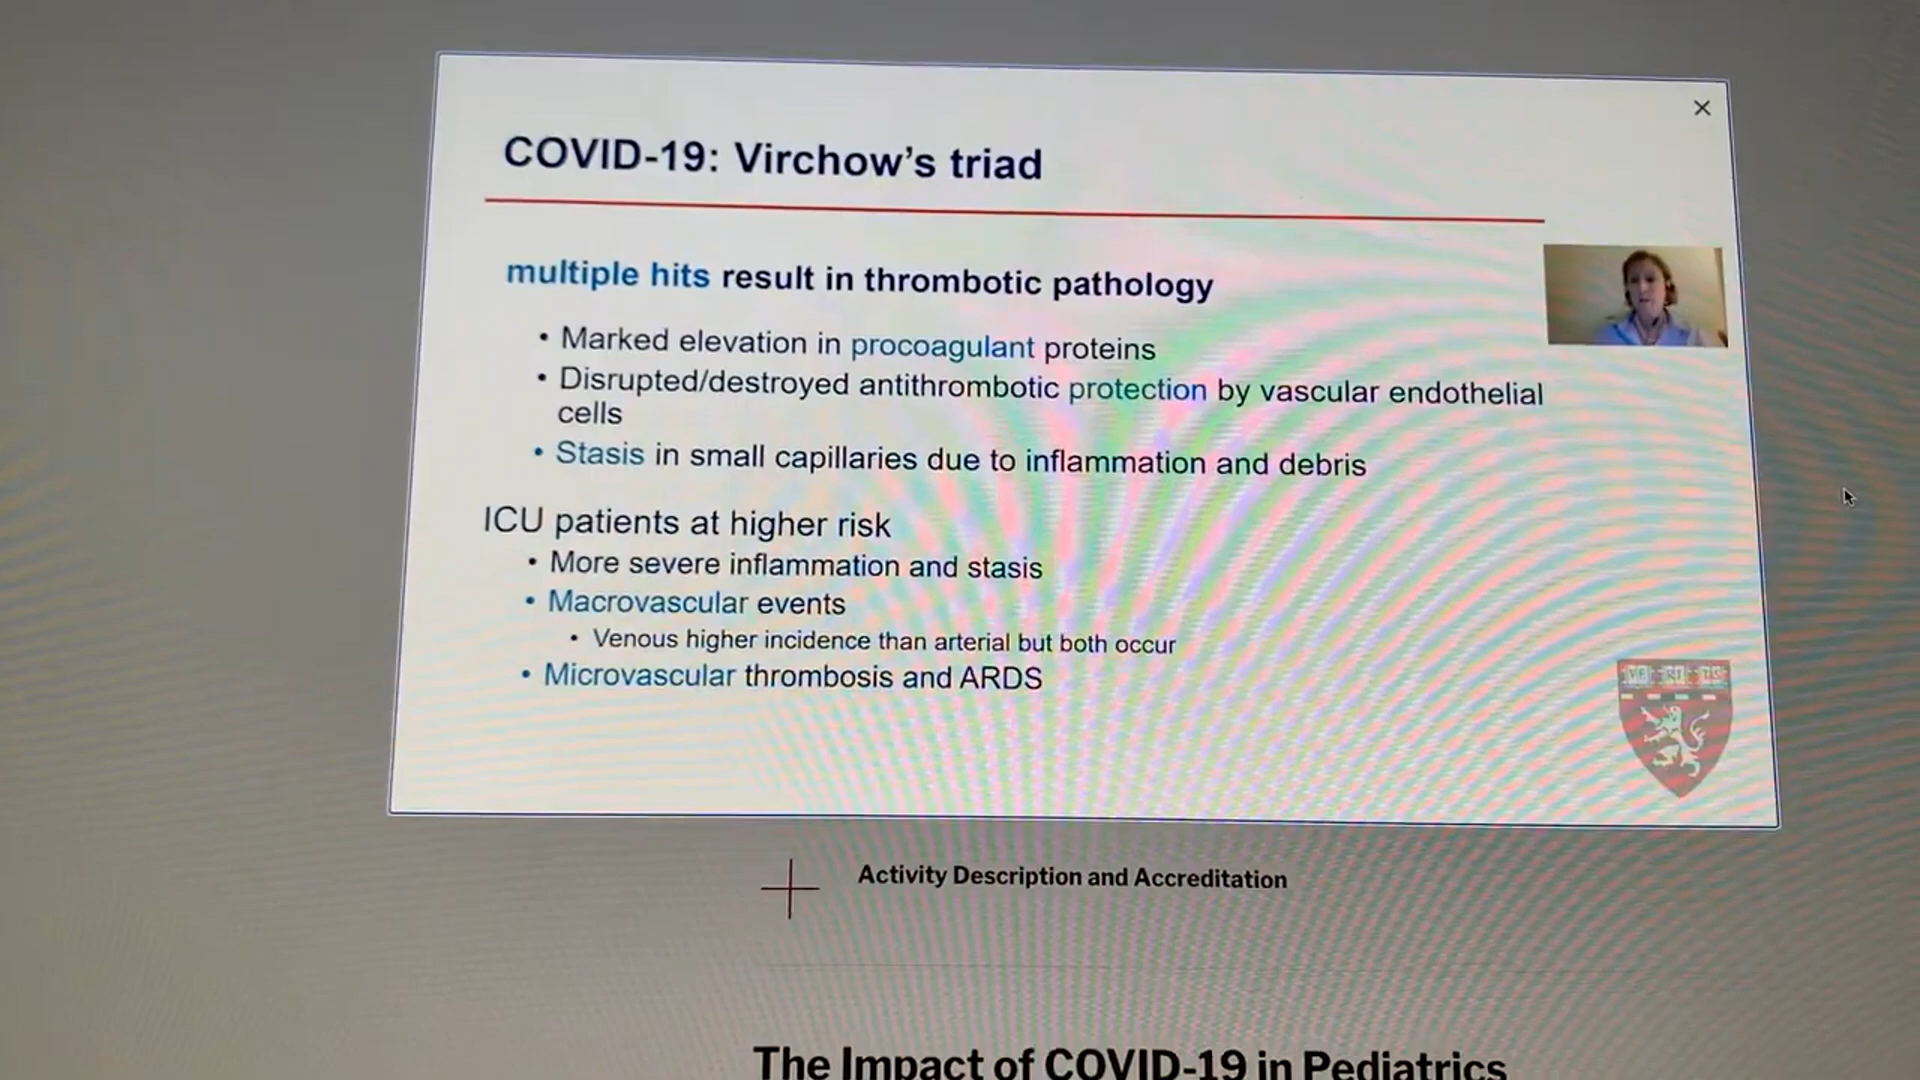 COVID-19: Virchow's triad
multiple hits result in thrombotic pathology
• Marked elevation in procoagulant proteins
• Disrupted/destroyed antithrombotic protection by vascular endothelial
cells
• Stasis in small capillaries due to inflammation and debris
ICU patients at higher risk
• More severe inflammation and stasis
• Macrovascular events
• Venous higher incidence than arterial but both occur
• Microvascular thrombosis and ARDS
VE RI TAS
Activity Description and Accreditation
The Impact of COVID-19 in Pediatrics